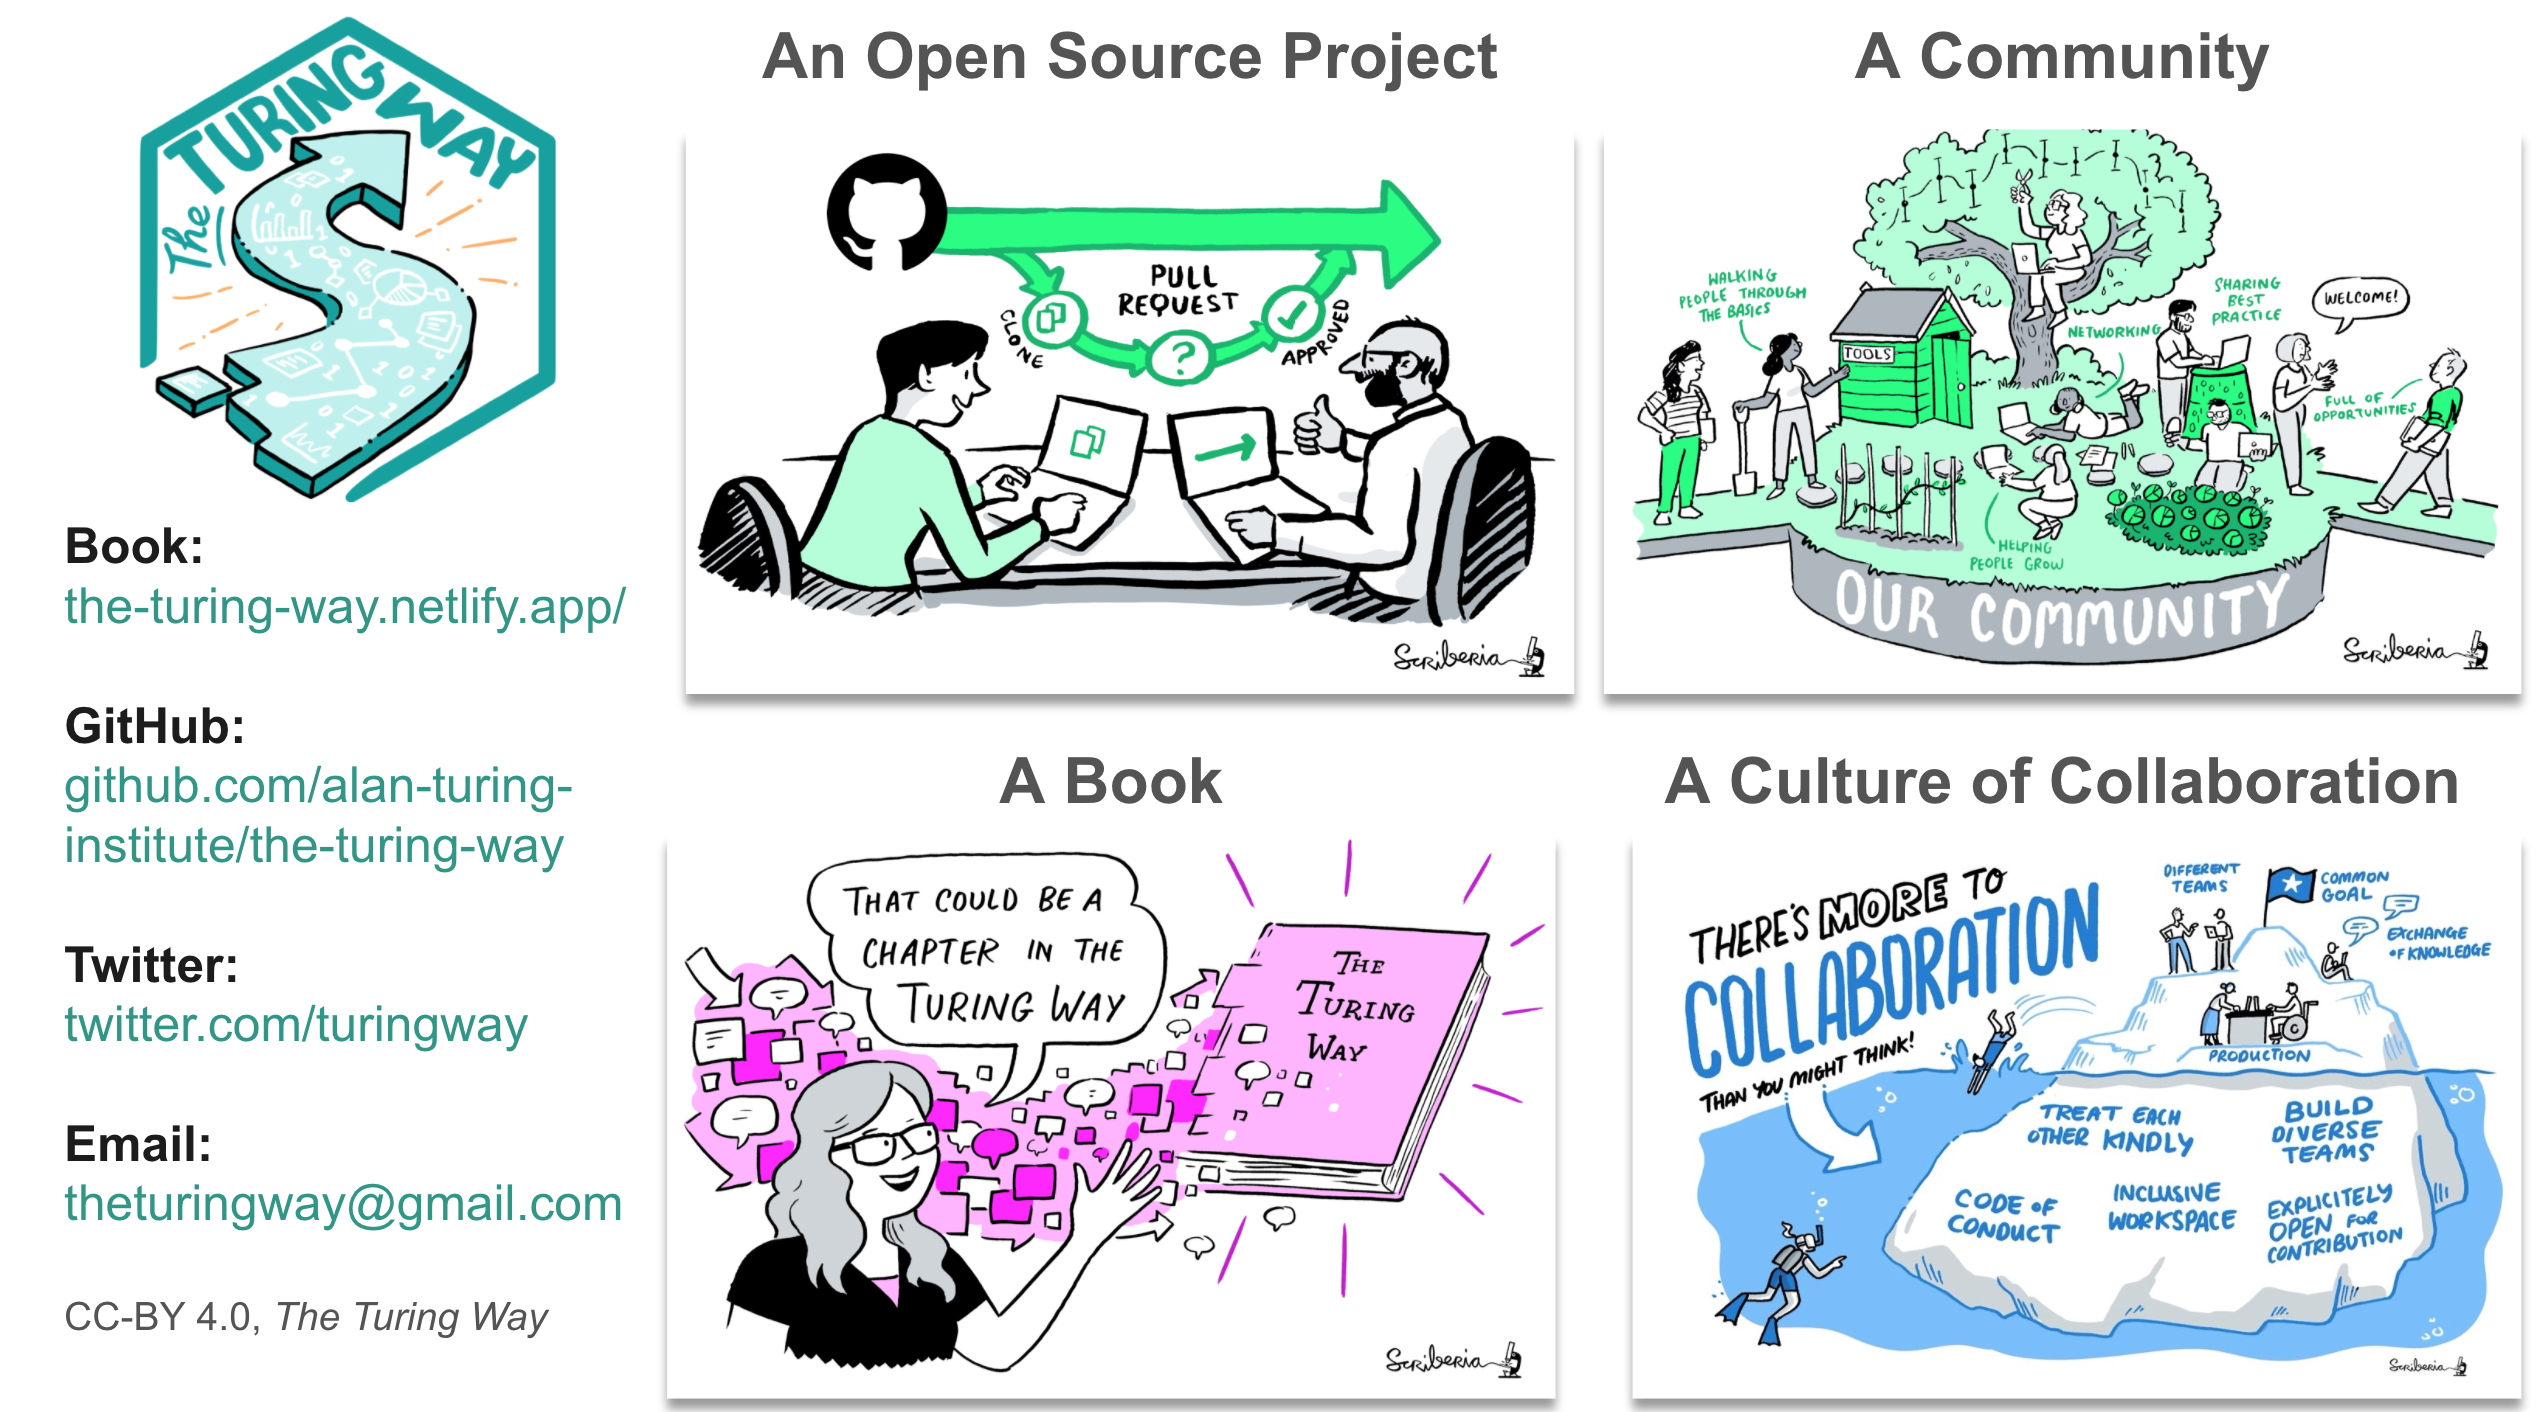 The
TURING WAY
Book:
the-turing-way.netlify.app/
GitHub:
github.com/alan-turing-
institute/the-turing-way
Twitter:
twitter.com/turingway
Email:
theturingway@gmail.com
CC-BY 4.0, The Turing Way
An Open Source Project
PULL
REQUEST
CLONE
?
APPROVED
Scriberia
A Community
WALKING
PEOPLE THROUGH
THE BASICS
TOOLS
NETWORKING
SHARING
BEST
PRACTICE
WELCOME!
FULL OF
OPPORTUNITIES
HELPING
PEOPLE GROW
OUR COMMUNITY
Scriberia
A Book
THAT COULD BE A
CHAPTER IN THE
TURING WAY
THE
TURING
WAY
Scriberia
A Culture of Collaboration
THERE'S MORE TO
COLLABORATION
THAN YOU MIGHT THINK!
DIFFERENT
TEAMS
COMMON
GOAL
EXCHANGE
OF KNOWLEDGE
PRODUCTION
TREAT EACH
OTHER KINDLY
BUILD
DIVERSE
TEAMS
CODE OF
CONDUCT
INCLUSIVE
WORKSPACE
EXPLICITELY
OPEN FOR
CONTRIBUTION
Scriberia